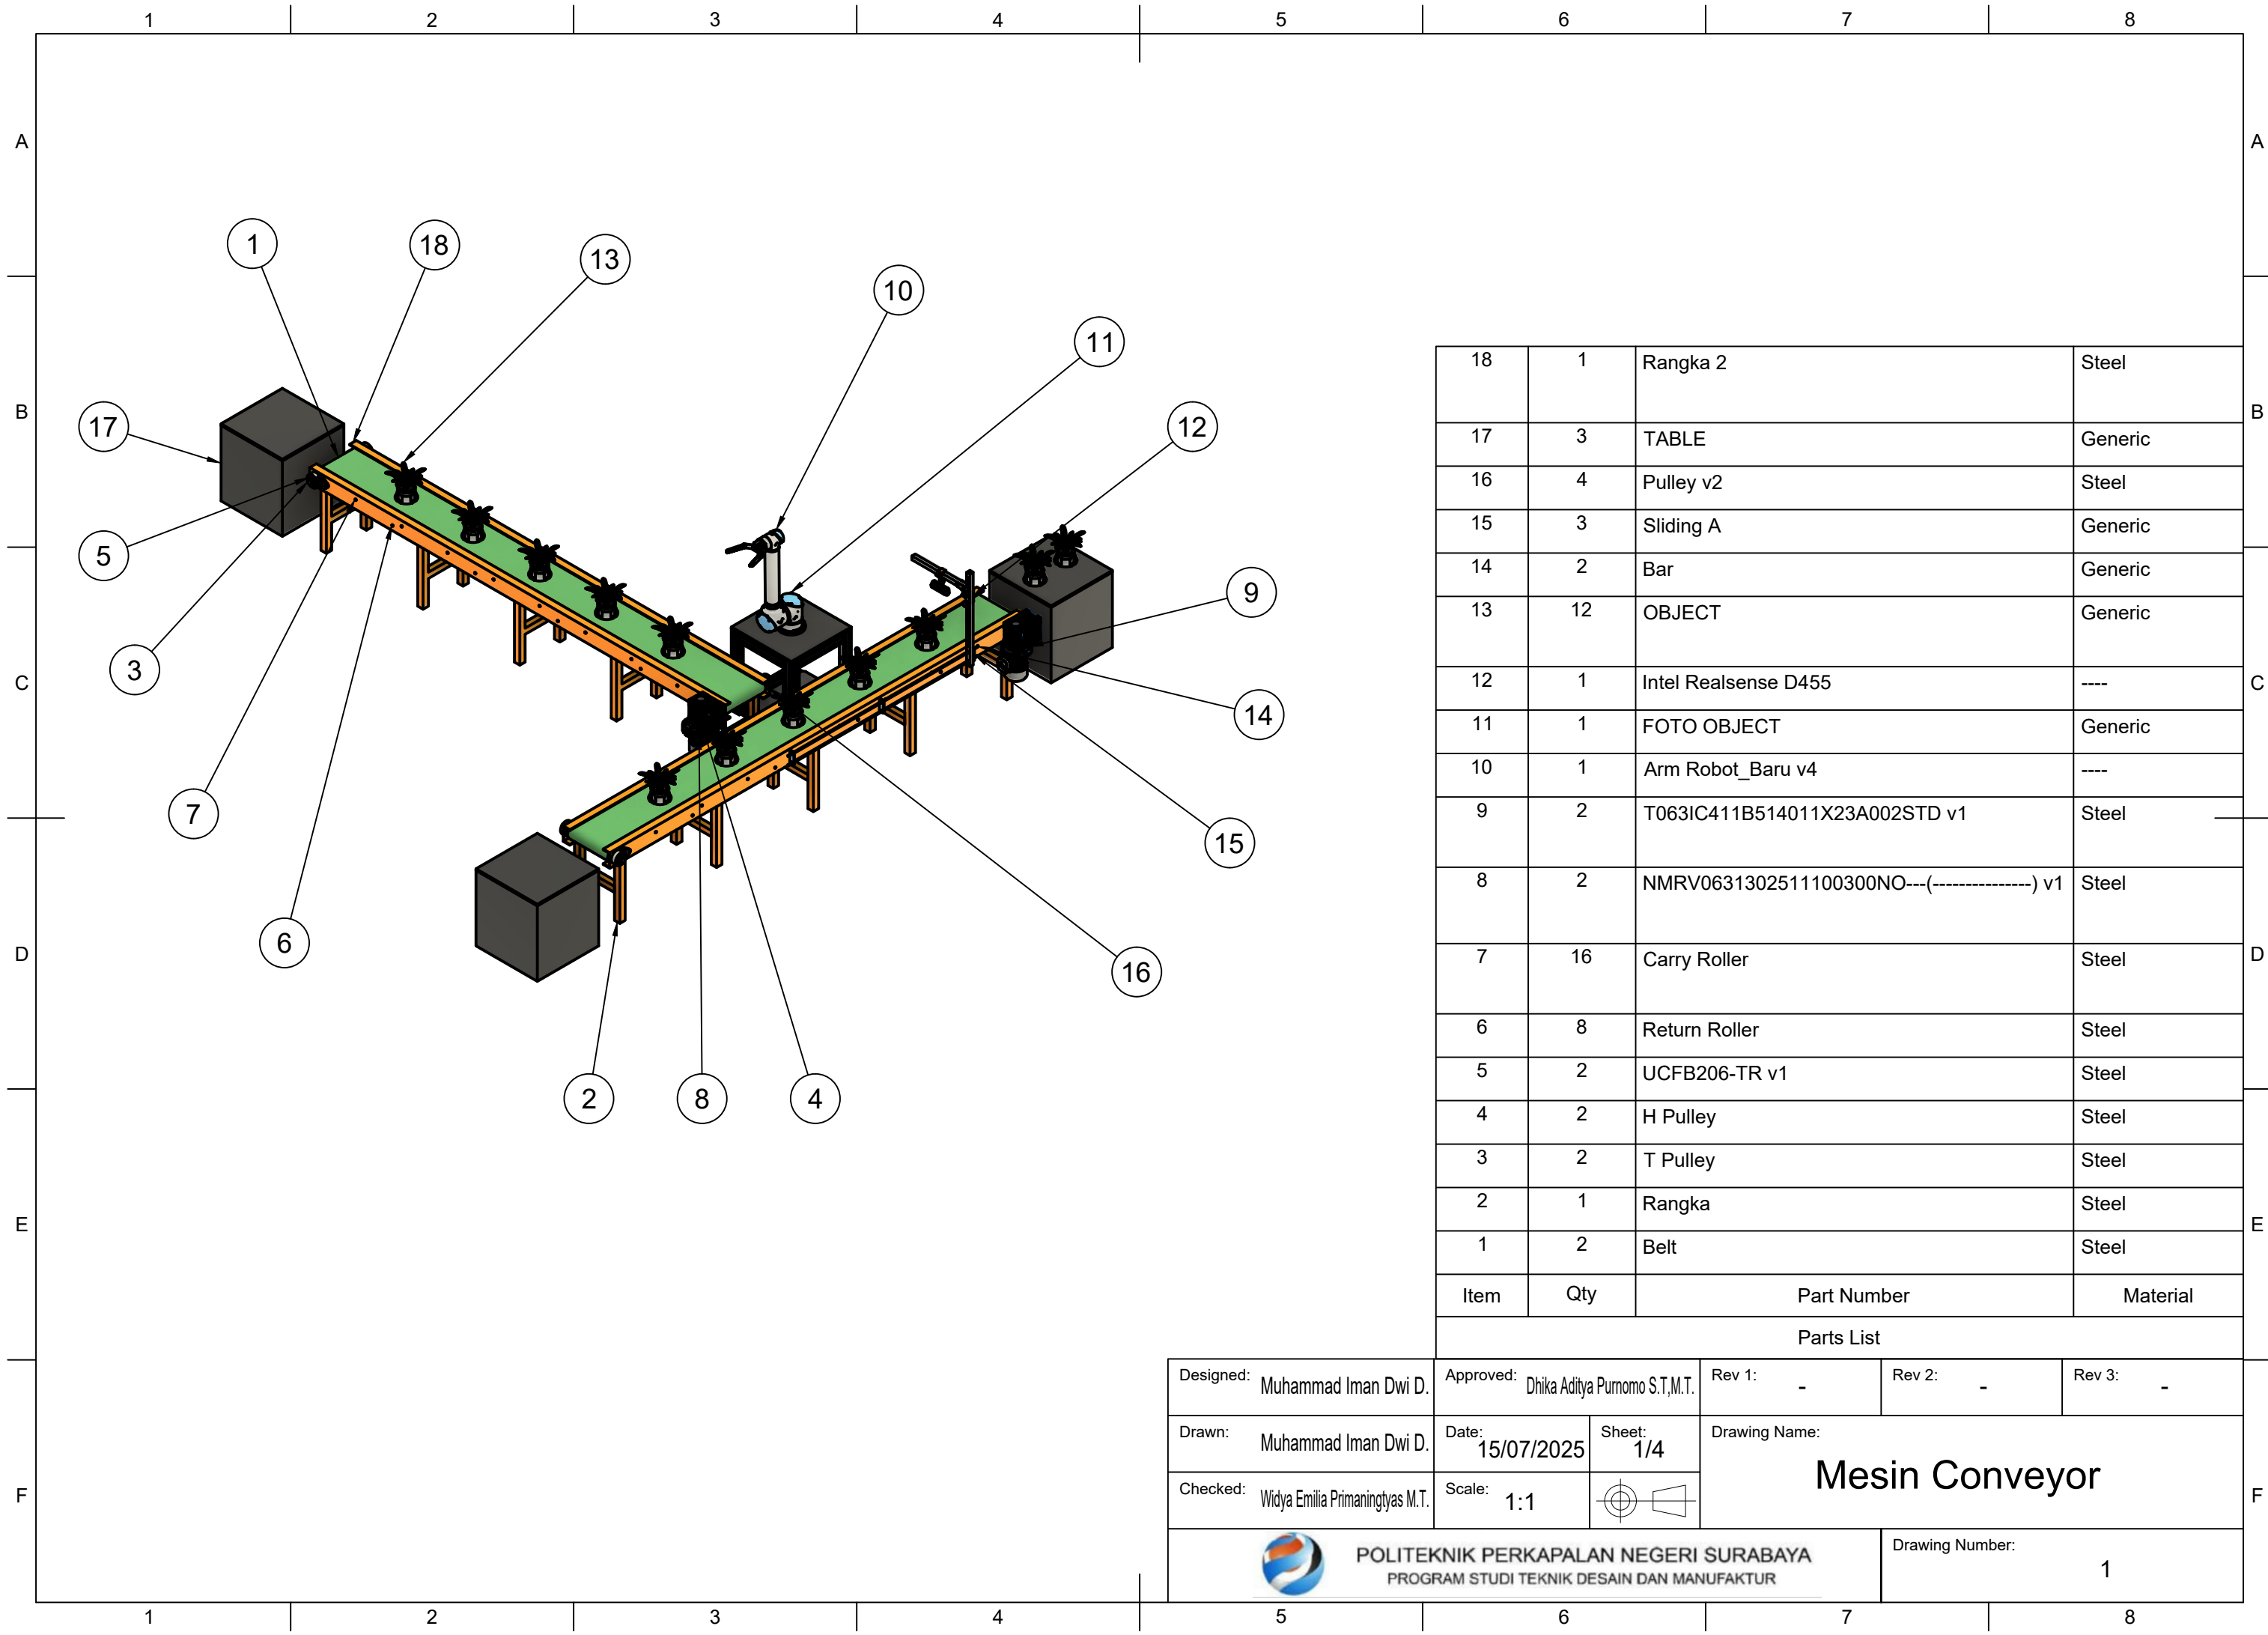 1 2 3 4 5 6 7 8
A A
B B
C C
D D
E E
F F
1 18 13
10
11
17
12
5
9
3
14
7
15
6
16
2 8 4
18 1 Rangka 2 Steel
17 3 TABLE Generic
16 4 Pulley v2 Steel
15 3 Sliding A Generic
14 2 Bar Generic
13 12 OBJECT Generic
12 1 Intel Realsense D455 ----
11 1 FOTO OBJECT Generic
10 1 Arm Robot_Baru v4 ----
9 2 T063IC411B514011X23A002STD v1 Steel
8 2 NMRV0631302511100300NO---(---------------) v1 Steel
7 16 Carry Roller Steel
6 8 Return Roller Steel
5 2 UCFB206-TR v1 Steel
4 2 H Pulley Steel
3 2 T Pulley Steel
2 1 Rangka Steel
1 2 Belt Steel
Item Qty Part Number Material
Parts List
Designed: Muhammad Iman Dwi D. Approved: Dhika Aditya Purnomo S.T,M.T. Rev 1: - Rev 2: - Rev 3: -
Drawn: Muhammad Iman Dwi D. Date: 15/07/2025 Sheet: 1/4 Drawing Name:
Mesin Conveyor
Checked: Widya Emilia Primaningtyas M.T. Scale: 1:1
POLITEKNIK PERKAPALAN NEGERI SURABAYA
PROGRAM STUDI TEKNIK DESAIN DAN MANUFAKTUR
Drawing Number:
1
1 2 3 4 5 6 7 8